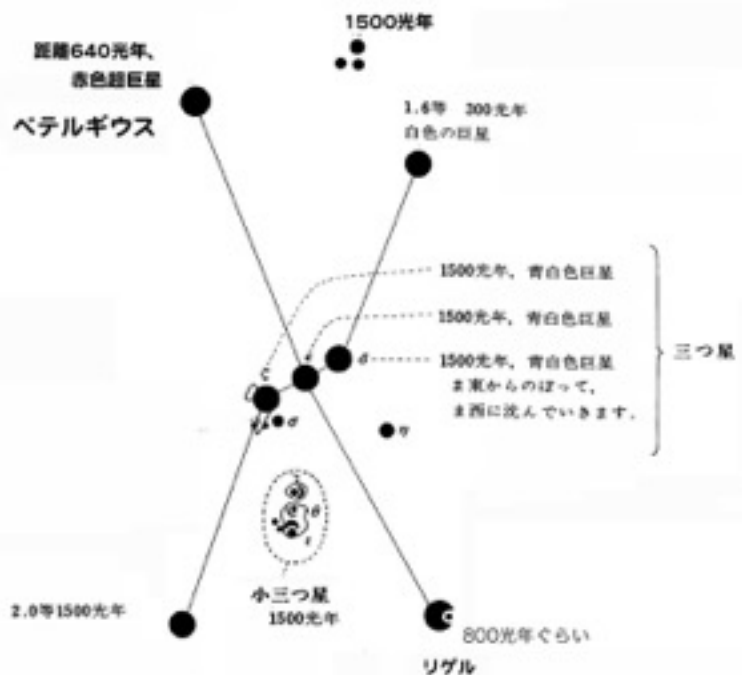 1500光年
距離640光年、
赤色超巨星
ベテルギウス
1.6等 300光年
白色の巨星
1500光年, 青白色巨星
1500光年, 青白色巨星
1500光年, 青白色巨星
ま東からのぼって,
ま西に沈んでいきます.
三つ星
ζ
ε
δ
σ
η
θ
ι
小三つ星
1500光年
2.0等1500光年
800光年ぐらい
リゲル